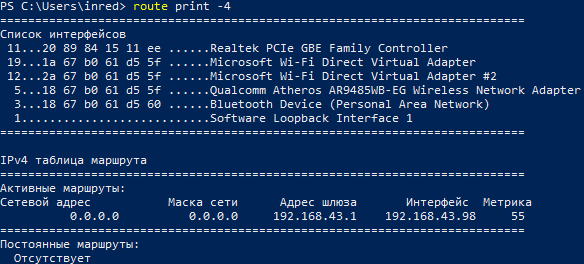 PS C:\Users\inred> route print -4
===========================================================================
Список интерфейсов
 11...20 89 84 15 11 ee ......Realtek PCIe GBE Family Controller
 19...1a 67 b0 61 d5 5f ......Microsoft Wi-Fi Direct Virtual Adapter
 12...2a 67 b0 61 d5 5f ......Microsoft Wi-Fi Direct Virtual Adapter #2
  5...18 67 b0 61 d5 5f ......Qualcomm Atheros AR9485WB-EG Wireless Network Adapter
  3...18 67 b0 61 d5 60 ......Bluetooth Device (Personal Area Network)
  1...........................Software Loopback Interface 1
===========================================================================
IPv4 таблица маршрута
===========================================================================
Активные маршруты:
Сетевой адрес           Маска сети      Адрес шлюза       Интерфейс  Метрика
          0.0.0.0          0.0.0.0     192.168.43.1    192.168.43.98     55
===========================================================================
Постоянные маршруты:
  Отсутствует